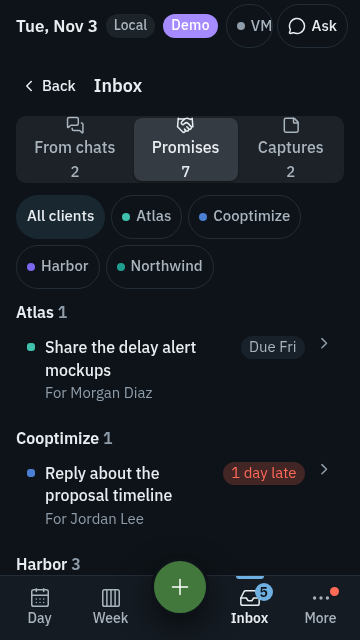 Tue, Nov 3 Local Demo VM Ask
Back Inbox
From chats Promises Captures
2 7 2
All clients Atlas Cooptimize
Harbor Northwind
Atlas 1
Share the delay alert Due Fri
mockups
For Morgan Diaz
Cooptimize 1
Reply about the 1 day late
proposal timeline
For Jordan Lee
Harbor 3
5
Day Week Inbox More